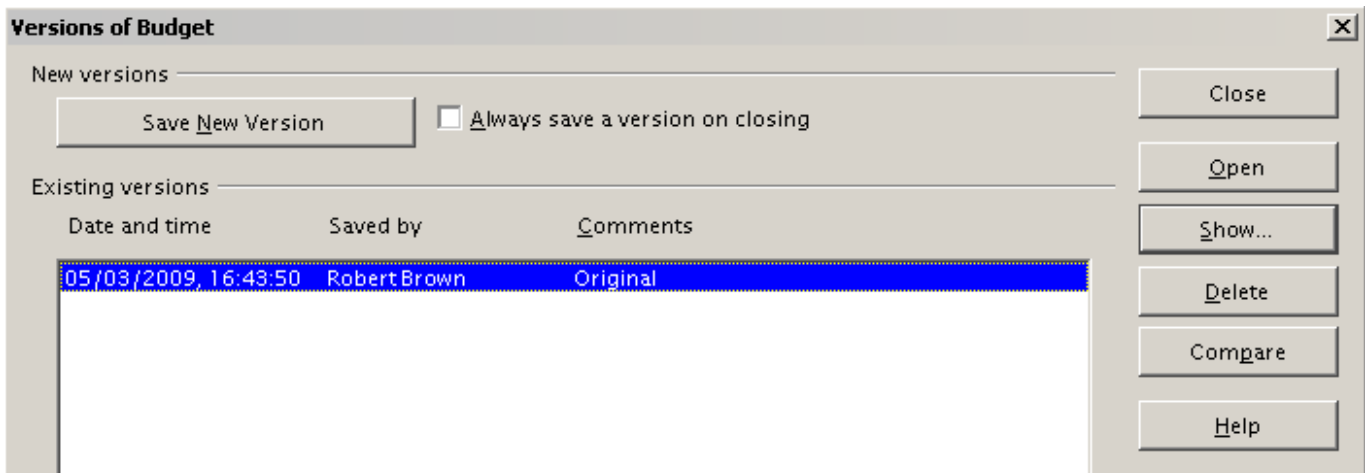 Versions of Budget
New versions
Save New Version
Always save a version on closing
Existing versions
Date and time Saved by Comments
05/03/2009, 16:43:50 Robert Brown Original
Close
Open
Show...
Delete
Compare
Help